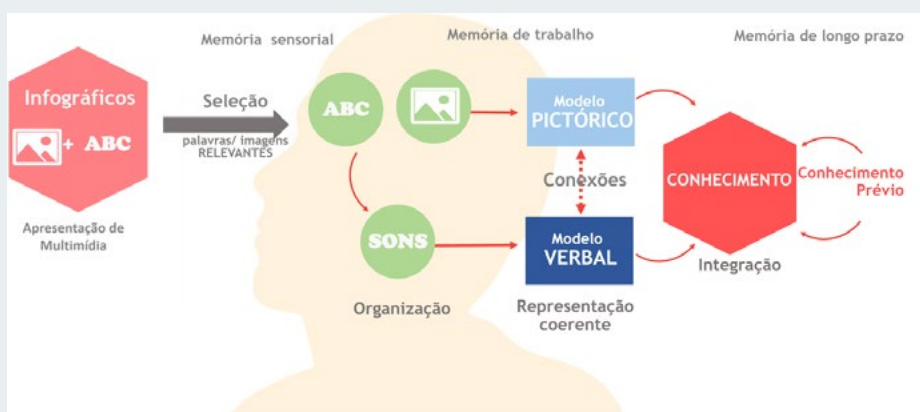 Memória sensorial
Memória de trabalho
Memória de longo prazo
Infográficos
+ ABC
Apresentação de
Multimídia
Seleção
palavras/ imagens
RELEVANTES
ABC
SONS
Organização
Modelo
PICTÓRICO
Conexões
Modelo
VERBAL
Representação
coerente
CONHECIMENTO
Integração
Conhecimento
Prévio